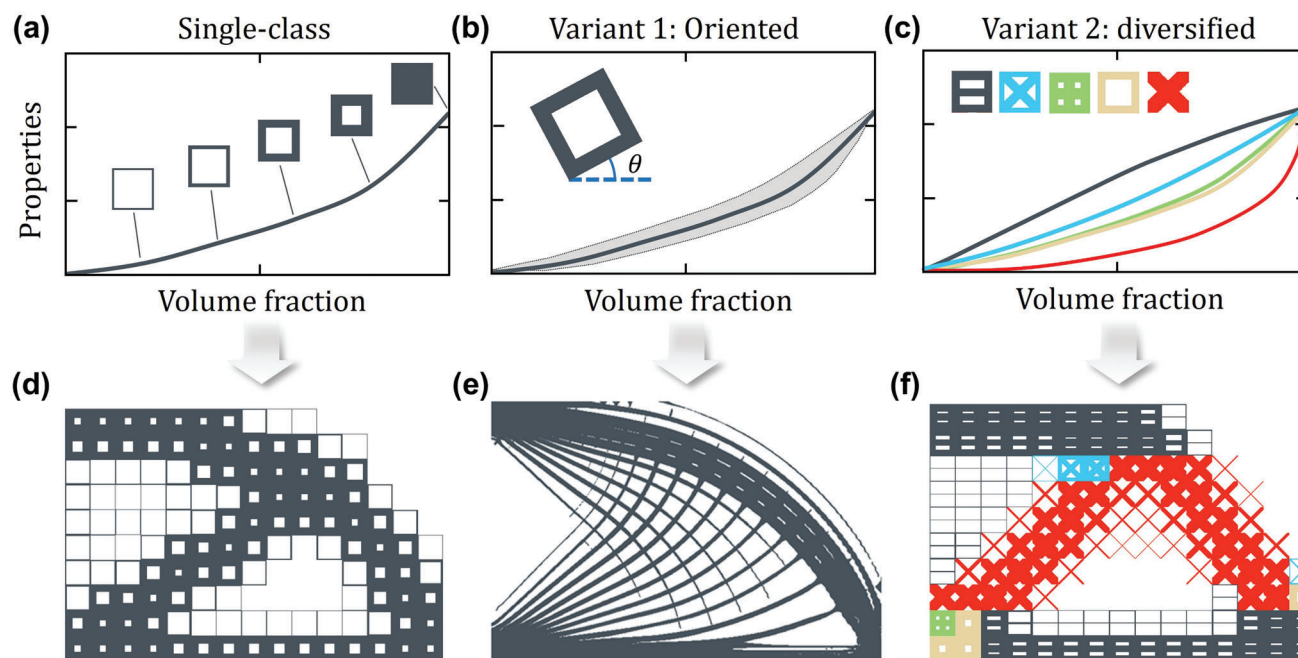 (a) Single-class
(b) Variant 1: Oriented
(c) Variant 2: diversified
Properties
θ
Volume fraction
Volume fraction
Volume fraction
(d)
(e)
(f)